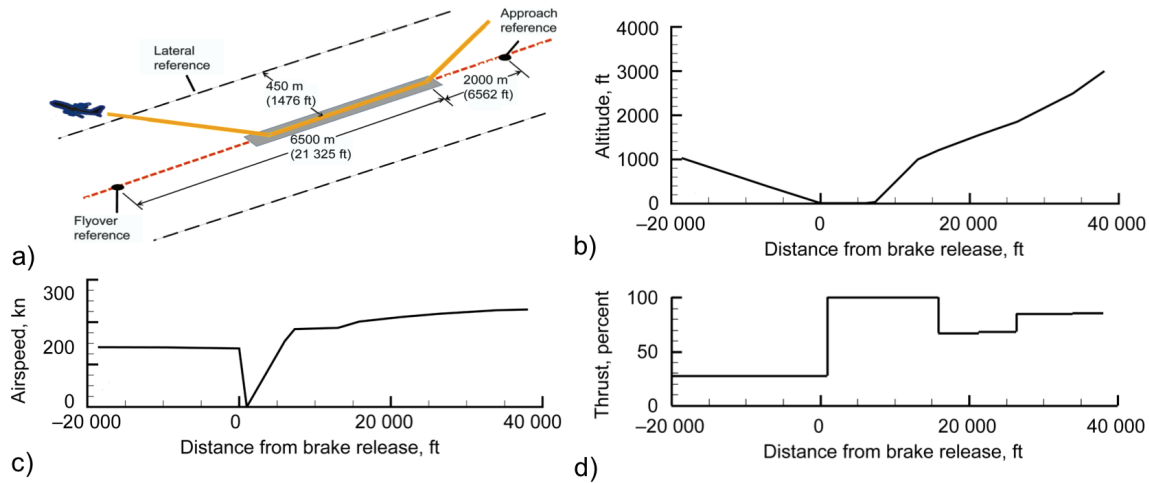 Approach
reference
Lateral
reference
450 m
(1476 ft)
2000 m
(6562 ft)
6500 m
(21 325 ft)
Flyover
reference
a)
4000
3000
2000
1000
0
Altitude, ft
–20 000 0 20 000 40 000
Distance from brake release, ft
b)
300
200
0
Airspeed, kn
–20 000 0 20 000 40 000
Distance from brake release, ft
c)
100
50
0
Thrust, percent
–20 000 0 20 000 40 000
Distance from brake release, ft
d)